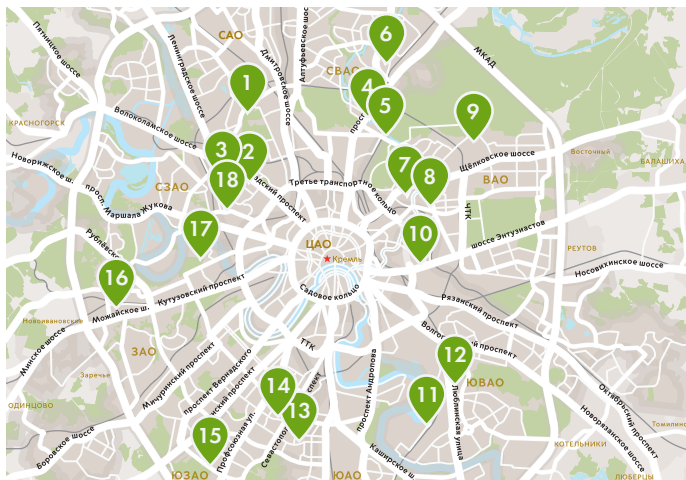 САО
6
Пятницкое шоссе
Ленинградское шоссе
Дмитровское шоссе
Алтуфьевское шоссе
МКАД
СВАО
1
4
5
9
КРАСНОГОРСК
Волоколамское шоссе
Новорижское ш.
3
2
18
7
8
Щёлковское шоссе
Восточный
БАЛАШИХА
Третье транспортное кольцо
ВАО
СЗАО
просп. Маршала Жукова
ЧТК
17
10
шоссе Энтузиастов
ЦАО
Кремль
РЕУТОВ
Носовихинское шоссе
16
Кутузовский проспект
Садовое кольцо
Можайское ш.
Рязанский проспект
Новоивановское
Минское шоссе
ЗАО
ТТК
12
Заречье
Мичуринский проспект
проспект Вернадского
проспект Андропова
ЮВАО
14
13
11
Люблинская улица
Октябрьский проспект
Новорязанское шоссе
ОДИНЦОВО
15
Профсоюзная ул.
Томилино
Боровское шоссе
КОТЕЛЬНИКИ
Каширское ш.
ЮЗАО
ЮАО
ЛЮБЕРЦЫ